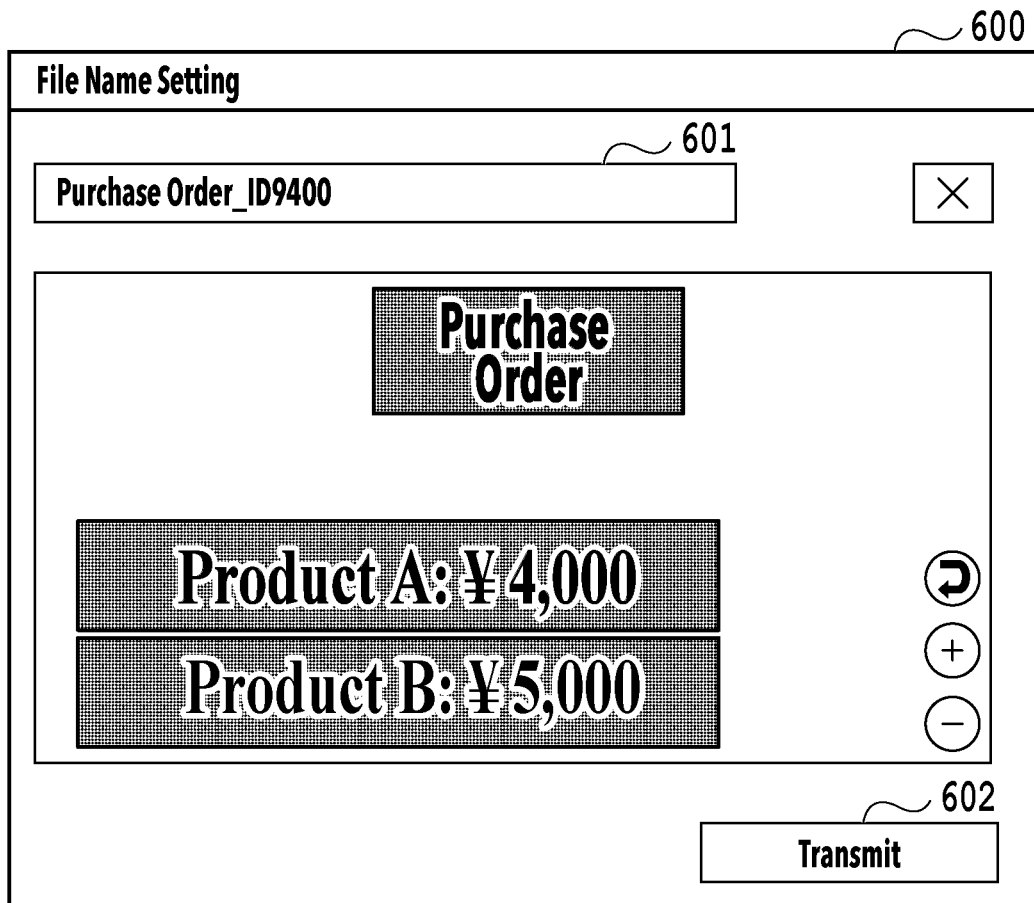 600
File Name Setting
601
Purchase Order_ID9400
Purchase
Order
Product A: ¥ 4,000
Product B: ¥ 5,000
602
Transmit